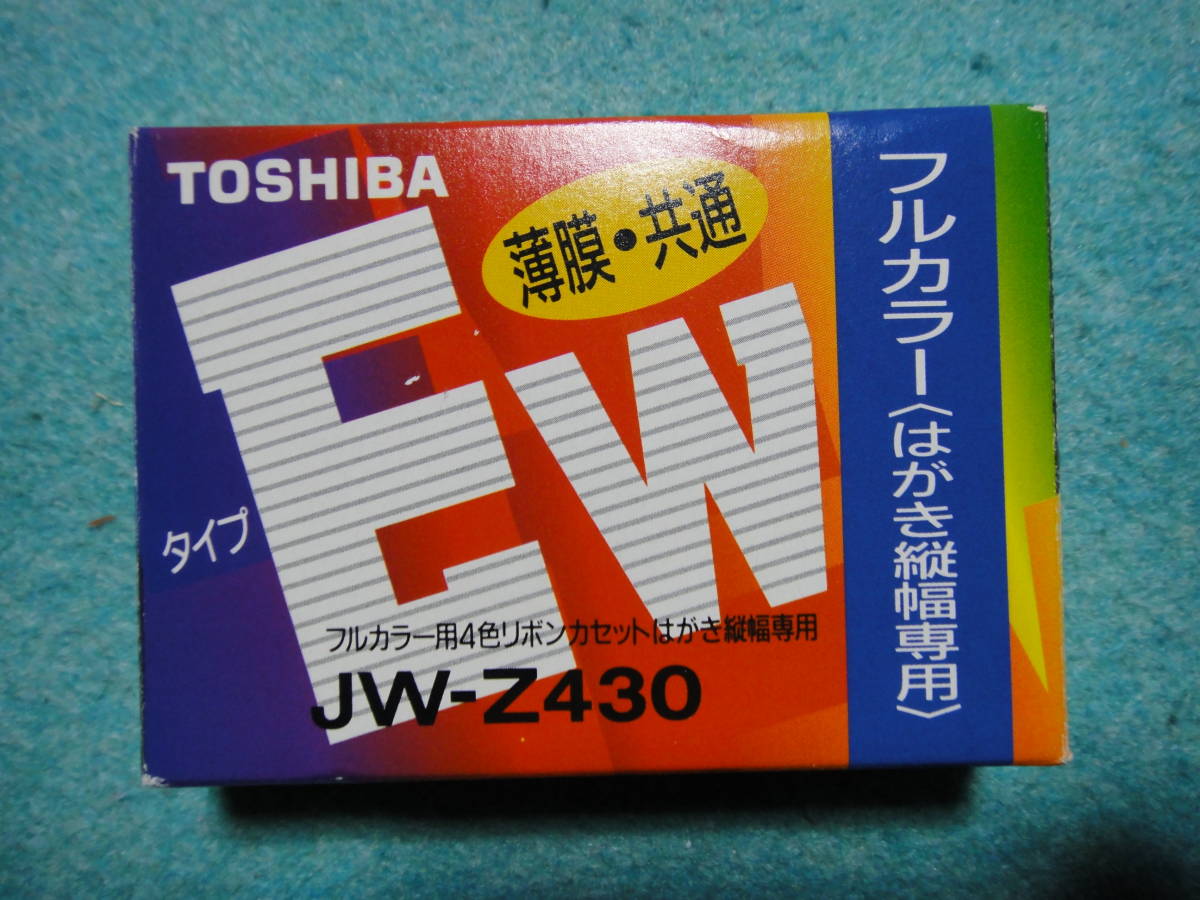 TOSHIBA
薄膜・共通
EW
タイプ
フルカラー用4色リボンカセットはがき縦幅専用
JW-Z430
フルカラー〈はがき縦幅専用〉